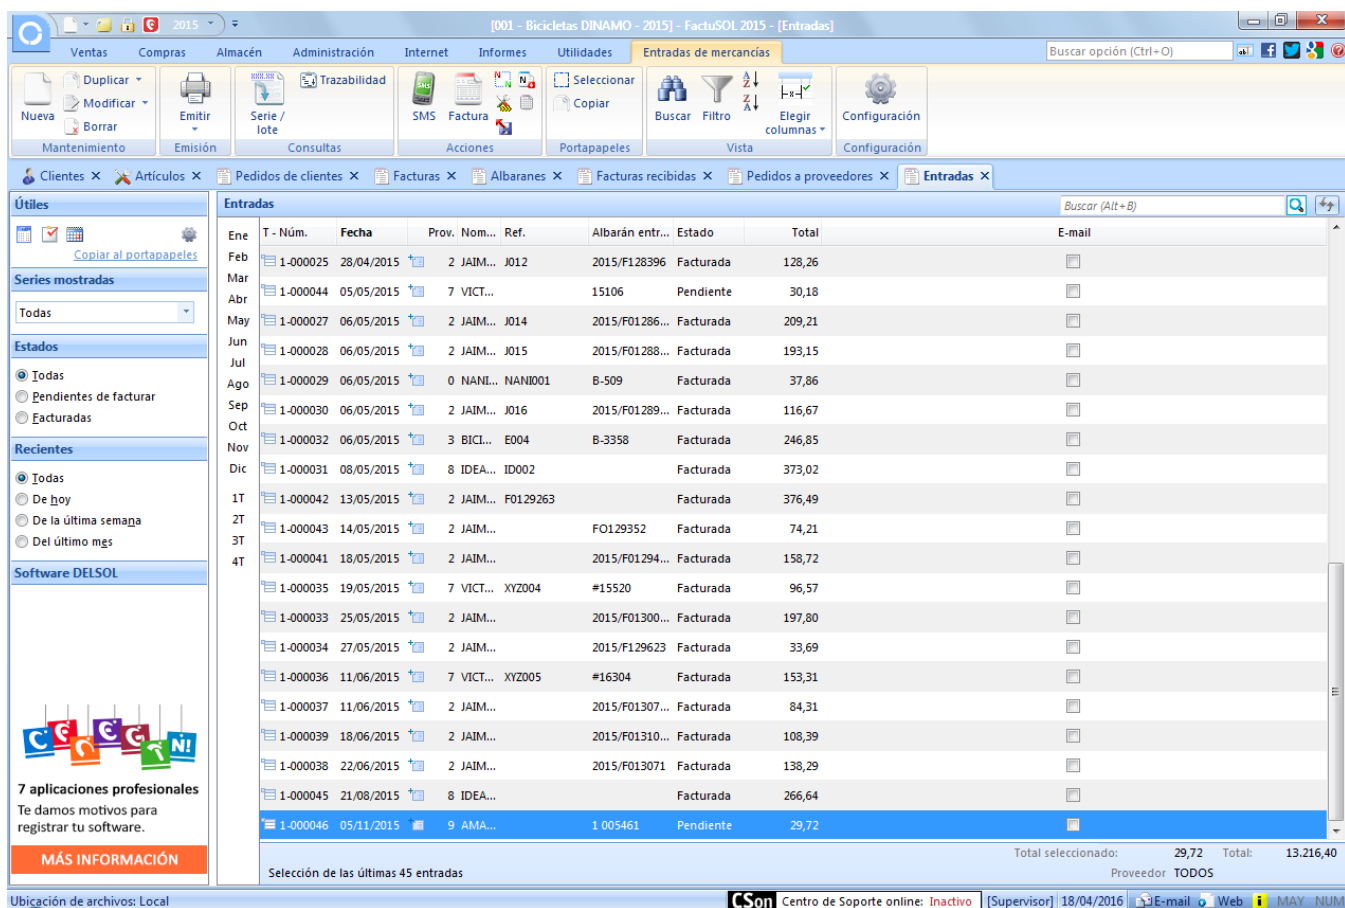 2015
[001 - Bicicletas DINAMO - 2015] - FactuSOL 2015 - [Entradas]
Ventas Compras Almacén Administración Internet Informes Utilidades Entradas de mercancías Buscar opción (Ctrl+O)
Nueva Duplicar Modificar Borrar Emitir Serie / lote Trazabilidad SMS Factura Seleccionar Copiar Buscar Filtro Elegir columnas Configuración
Mantenimiento Emisión Consultas Acciones Portapapeles Vista Configuración
Clientes X Artículos X Pedidos de clientes X Facturas X Albaranes X Facturas recibidas X Pedidos a proveedores X Entradas X
Útiles
Copiar al portapapeles
Series mostradas
Todas
Estados
Todas
Pendientes de facturar
Facturadas
Recientes
Todas
De hoy
De la última semana
Del último mes
Software DELSOL
7 aplicaciones profesionales
Te damos motivos para
registrar tu software.
MÁS INFORMACIÓN
Entradas Buscar (Alt+B)
Ene
Feb
Mar
Abr
May
Jun
Jul
Ago
Sep
Oct
Nov
Dic
1T
2T
3T
4T
T - Núm. Fecha Prov. Nom... Ref. Albarán entr... Estado Total E-mail
1-000025 28/04/2015 2 JAIM... J012 2015/F128396 Facturada 128,26
1-000044 05/05/2015 7 VICT... 15106 Pendiente 30,18
1-000027 06/05/2015 2 JAIM... J014 2015/F01286... Facturada 209,21
1-000028 06/05/2015 2 JAIM... J015 2015/F01288... Facturada 193,15
1-000029 06/05/2015 0 NANI... NANI001 B-509 Facturada 37,86
1-000030 06/05/2015 2 JAIM... J016 2015/F01289... Facturada 116,67
1-000032 06/05/2015 3 BICI... E004 B-3358 Facturada 246,85
1-000031 08/05/2015 8 IDEA... ID002 Facturada 373,02
1-000042 13/05/2015 2 JAIM... F0129263 Facturada 376,49
1-000043 14/05/2015 2 JAIM... FO129352 Facturada 74,21
1-000041 18/05/2015 2 JAIM... 2015/F01294... Facturada 158,72
1-000035 19/05/2015 7 VICT... XYZ004 #15520 Facturada 96,57
1-000033 25/05/2015 2 JAIM... 2015/F01300... Facturada 197,80
1-000034 27/05/2015 2 JAIM... 2015/F129623 Facturada 33,69
1-000036 11/06/2015 7 VICT... XYZ005 #16304 Facturada 153,31
1-000037 11/06/2015 2 JAIM... 2015/F01307... Facturada 84,31
1-000039 18/06/2015 2 JAIM... 2015/F01310... Facturada 108,39
1-000038 22/06/2015 2 JAIM... 2015/F013071 Facturada 138,29
1-000045 21/08/2015 8 IDEA... Facturada 266,64
1-000046 05/11/2015 9 AMA... 1 005461 Pendiente 29,72
Total seleccionado: 29,72 Total: 13.216,40
Selección de las últimas 45 entradas Proveedor TODOS
Ubicación de archivos: Local CSon Centro de Soporte online: Inactivo [Supervisor] 18/04/2016 E-mail Web MAY NUM